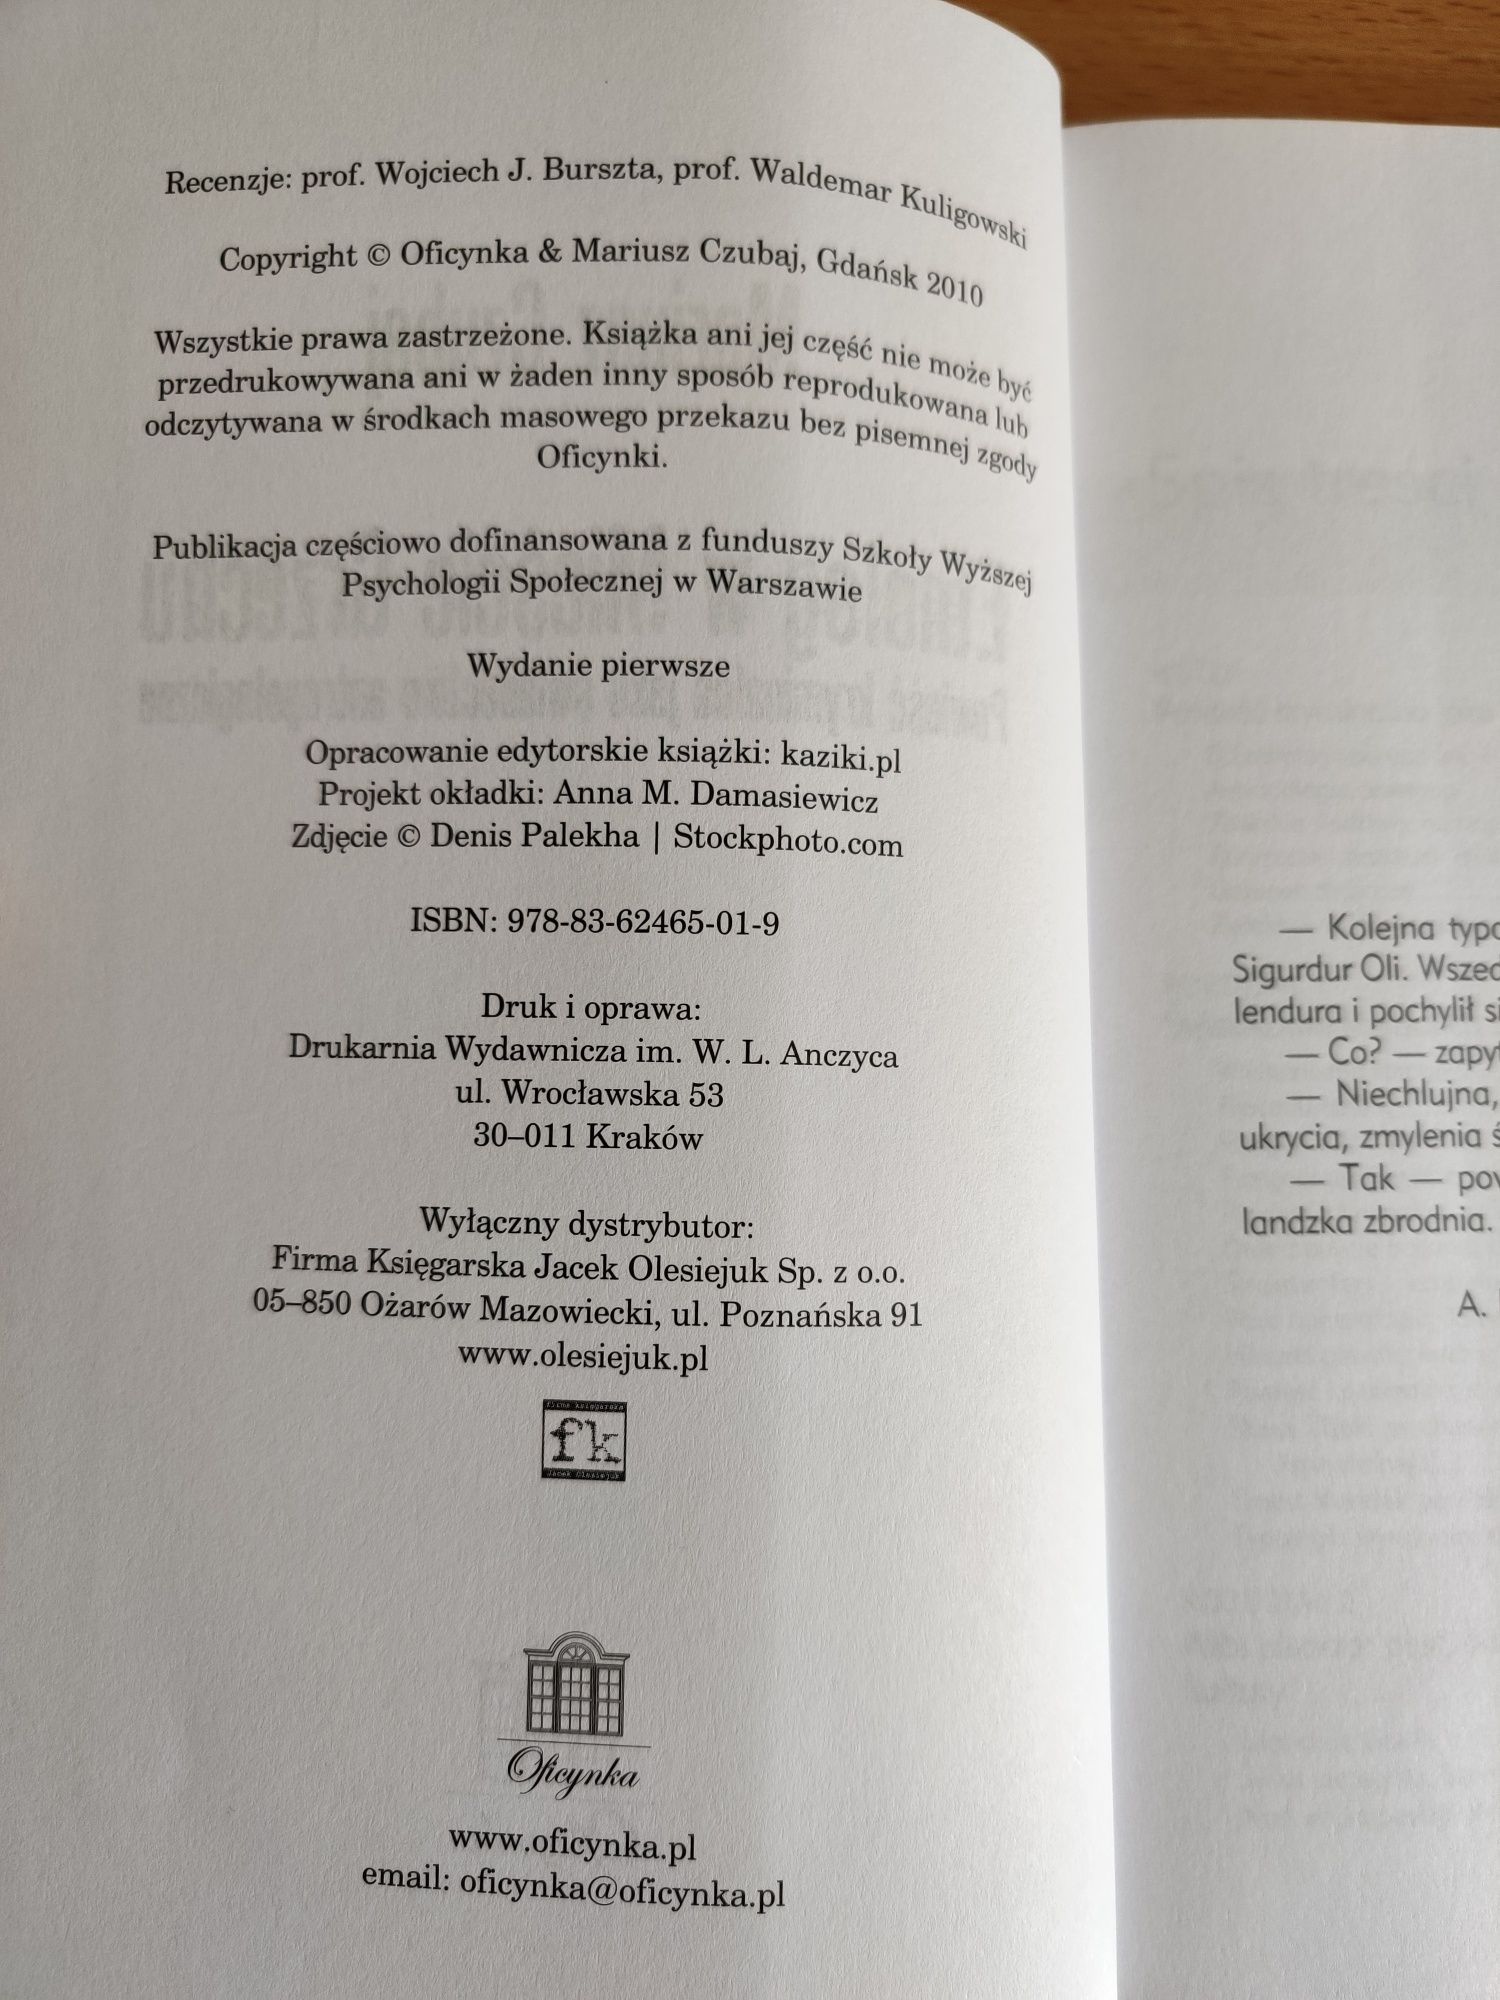 Recenzje: prof. Wojciech J. Burszta, prof. Waldemar Kuligowski
Copyright © Oficynka & Mariusz Czubaj, Gdańsk 2010
Wszystkie prawa zastrzeżone. Książka ani jej część nie może być
przedrukowywana ani w żaden inny sposób reprodukowana lub
odczytywana w środkach masowego przekazu bez pisemnej zgody
Oficynki.
Publikacja częściowo dofinansowana z funduszy Szkoły Wyższej
Psychologii Społecznej w Warszawie
Wydanie pierwsze
Opracowanie edytorskie książki: kaziki.pl
Projekt okładki: Anna M. Damasiewicz
Zdjęcie © Denis Palekha | Stockphoto.com
ISBN: 978-83-62465-01-9
Druk i oprawa:
Drukarnia Wydawnicza im. W. L. Anczyca
ul. Wrocławska 53
30–011 Kraków
Wyłączny dystrybutor:
Firma Księgarska Jacek Olesiejuk Sp. z o.o.
05–850 Ożarów Mazowiecki, ul. Poznańska 91
www.olesiejuk.pl
firma księgarska
fk
Jacek Olesiejuk
Oficynka
www.oficynka.pl
email: oficynka@oficynka.pl
— Kolejna typo
Sigurdur Oli. Wszed
lendura i pochylił si
— Co? — zapyt
— Niechlujna,
ukrycia, zmylenia ś
— Tak — pow
landzka zbrodnia.
A.